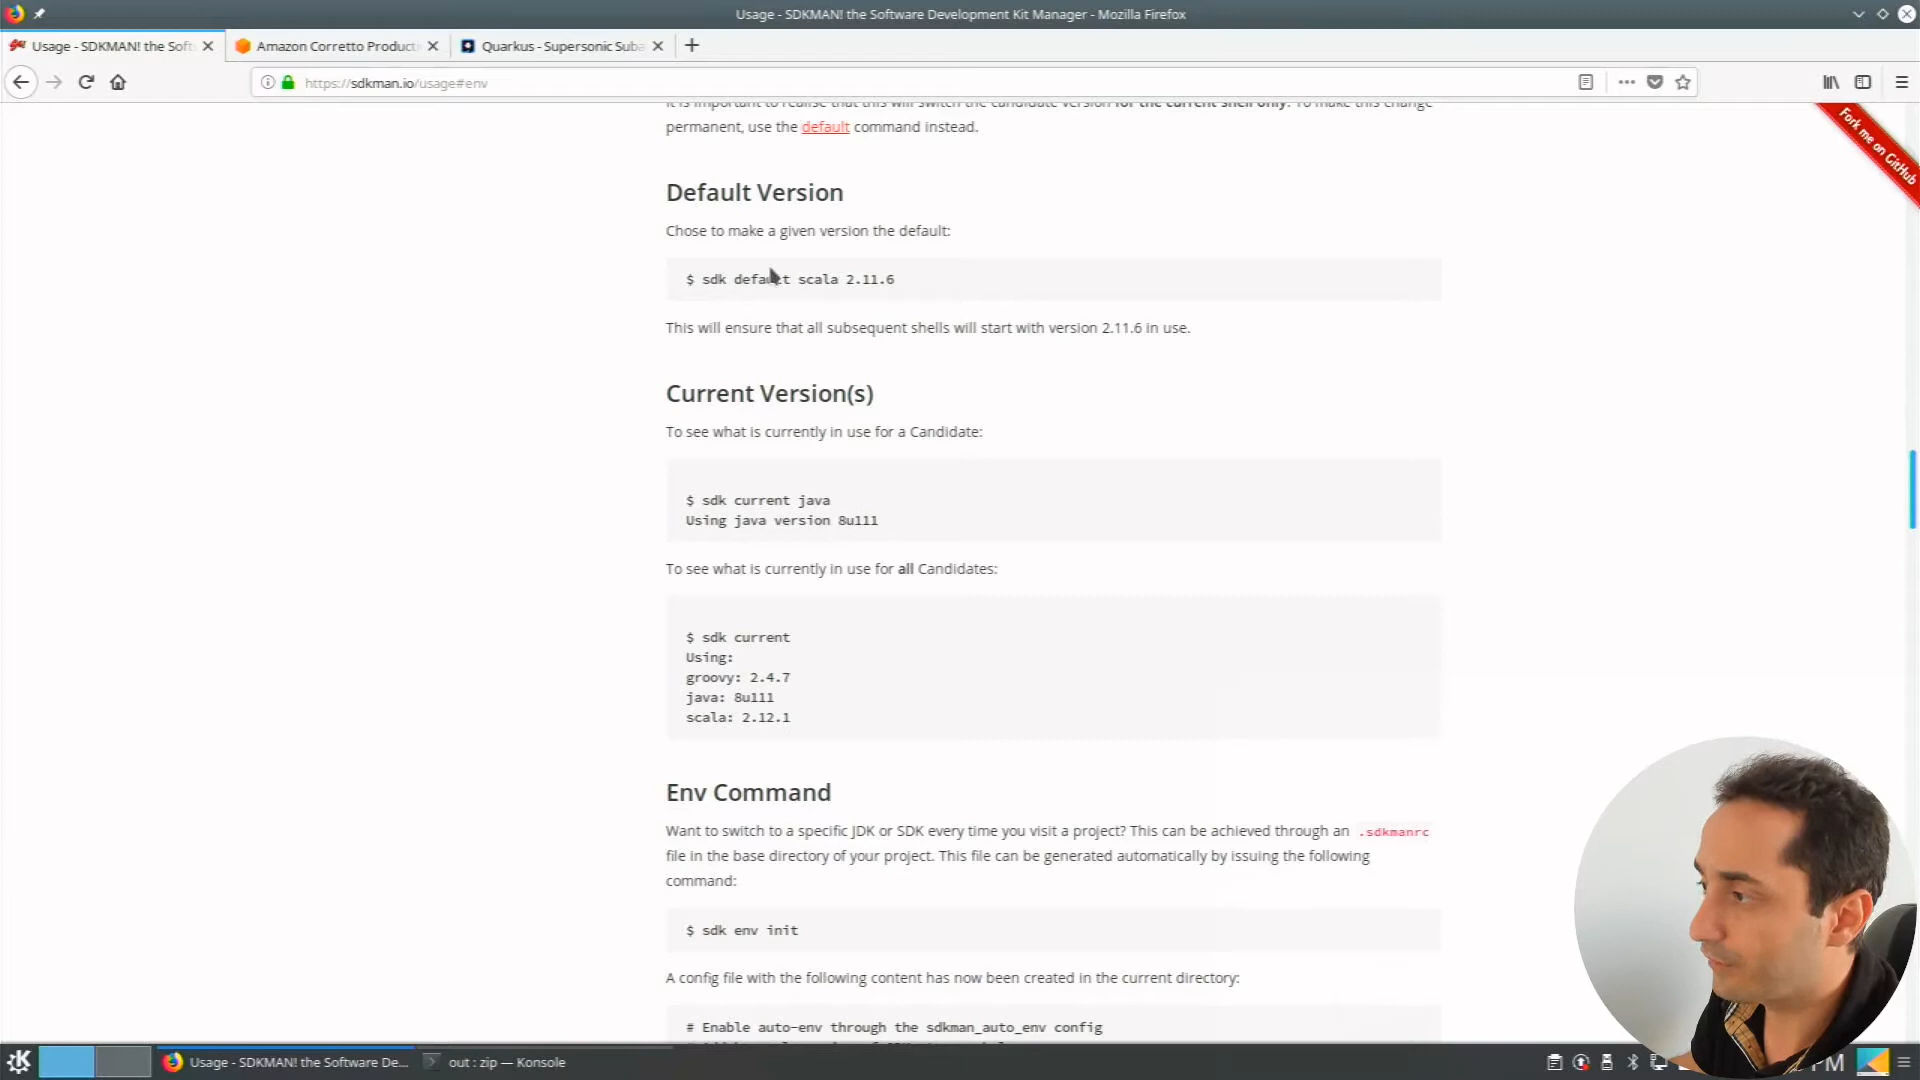 Usage - SDKMAN! the Software Development Kit Manager - Mozilla Firefox
Usage - SDKMAN! the Soft
Amazon Corretto Producti
Quarkus - Supersonic Suba
https://sdkman.io/usage#env
It is important to realise that this will switch the candidate version for the current shell only. To make this change
permanent, use the default command instead.
Fork me on GitHub
Default Version
Chose to make a given version the default:
$ sdk default scala 2.11.6
This will ensure that all subsequent shells will start with version 2.11.6 in use.
Current Version(s)
To see what is currently in use for a Candidate:
$ sdk current java
Using java version 8u111
To see what is currently in use for all Candidates:
$ sdk current
Using:
groovy: 2.4.7
java: 8u111
scala: 2.12.1
Env Command
Want to switch to a specific JDK or SDK every time you visit a project? This can be achieved through an .sdkmanrc
file in the base directory of your project. This file can be generated automatically by issuing the following
command:
$ sdk env init
A config file with the following content has now been created in the current directory:
# Enable auto-env through the sdkman_auto_env config
Usage - SDKMAN! the Software De...
out : zip — Konsole
PM